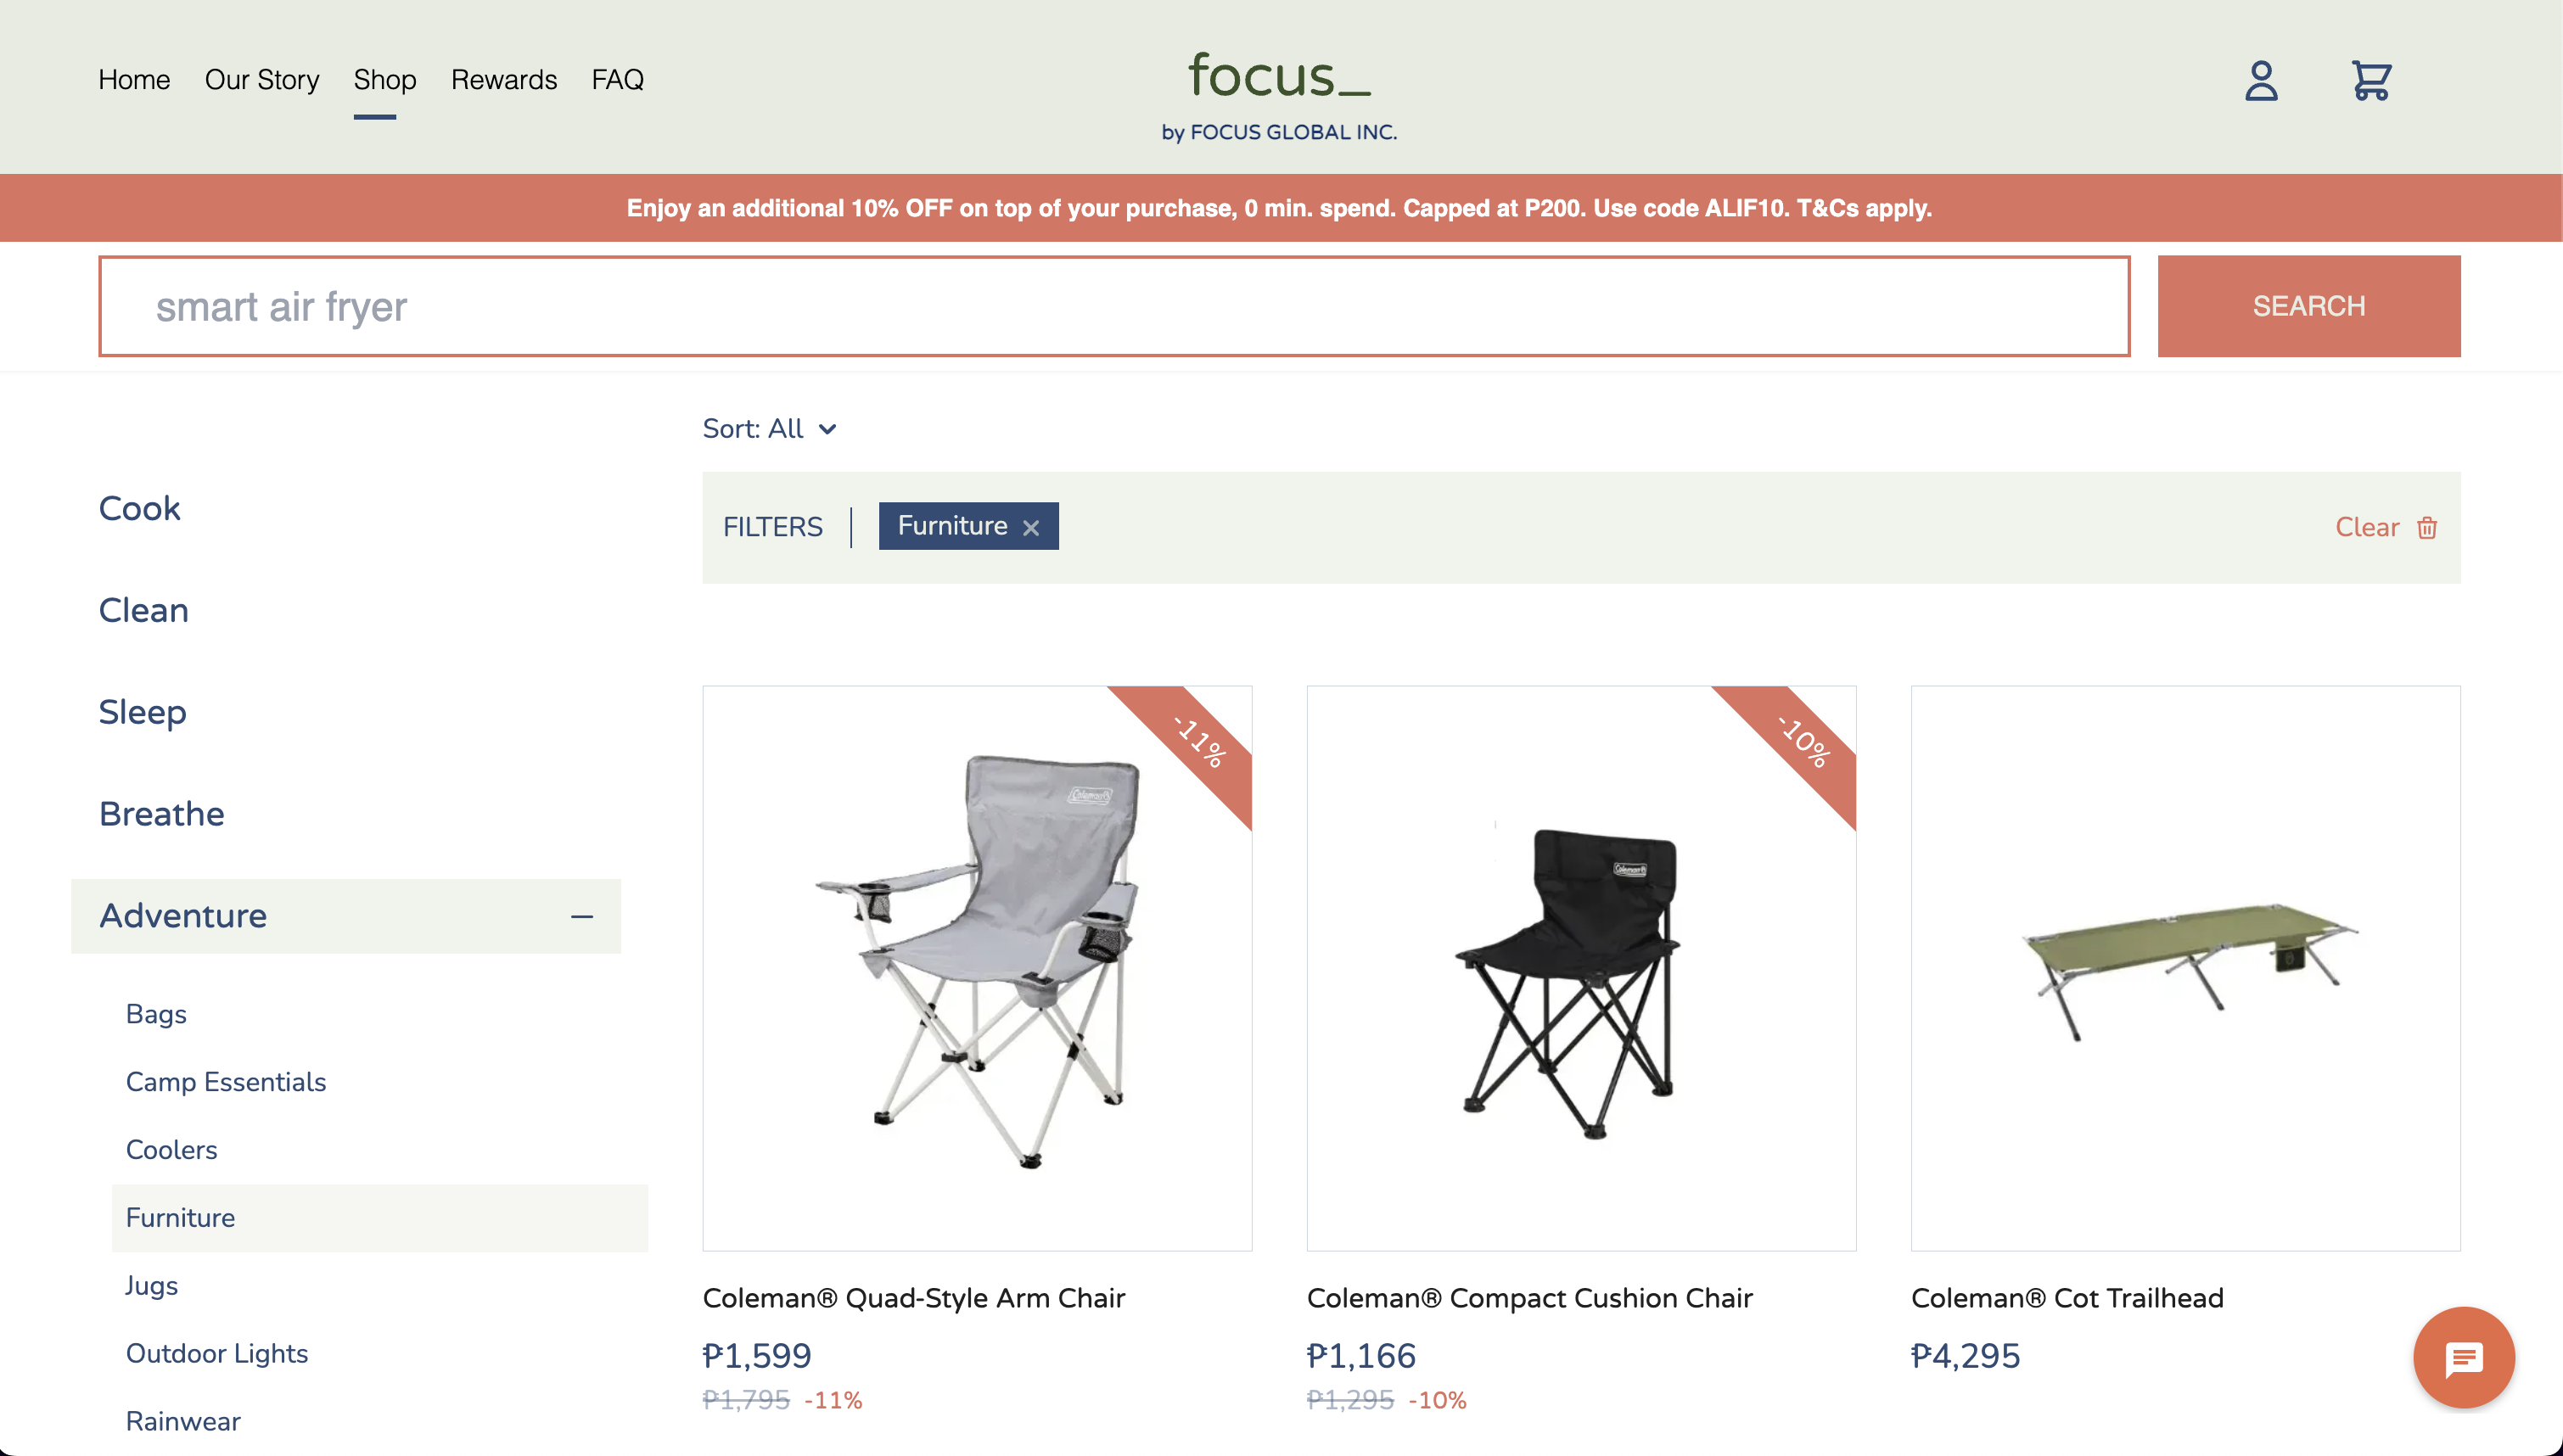 Home Our Story Shop Rewards FAQ
focus_
by FOCUS GLOBAL INC.
Enjoy an additional 10% OFF on top of your purchase, 0 min. spend. Capped at P200. Use code ALIF10. T&Cs apply.
smart air fryer
SEARCH
Sort: All
FILTERS Furniture Clear
Cook
Clean
Sleep
Breathe
Adventure
Bags
Camp Essentials
Coolers
Furniture
Jugs
Outdoor Lights
Rainwear
-11%
Coleman®
Coleman® Quad-Style Arm Chair
₱1,599
₱1,795 -11%
-10%
Coleman®
Coleman® Compact Cushion Chair
₱1,166
₱1,295 -10%
Coleman® Cot Trailhead
₱4,295